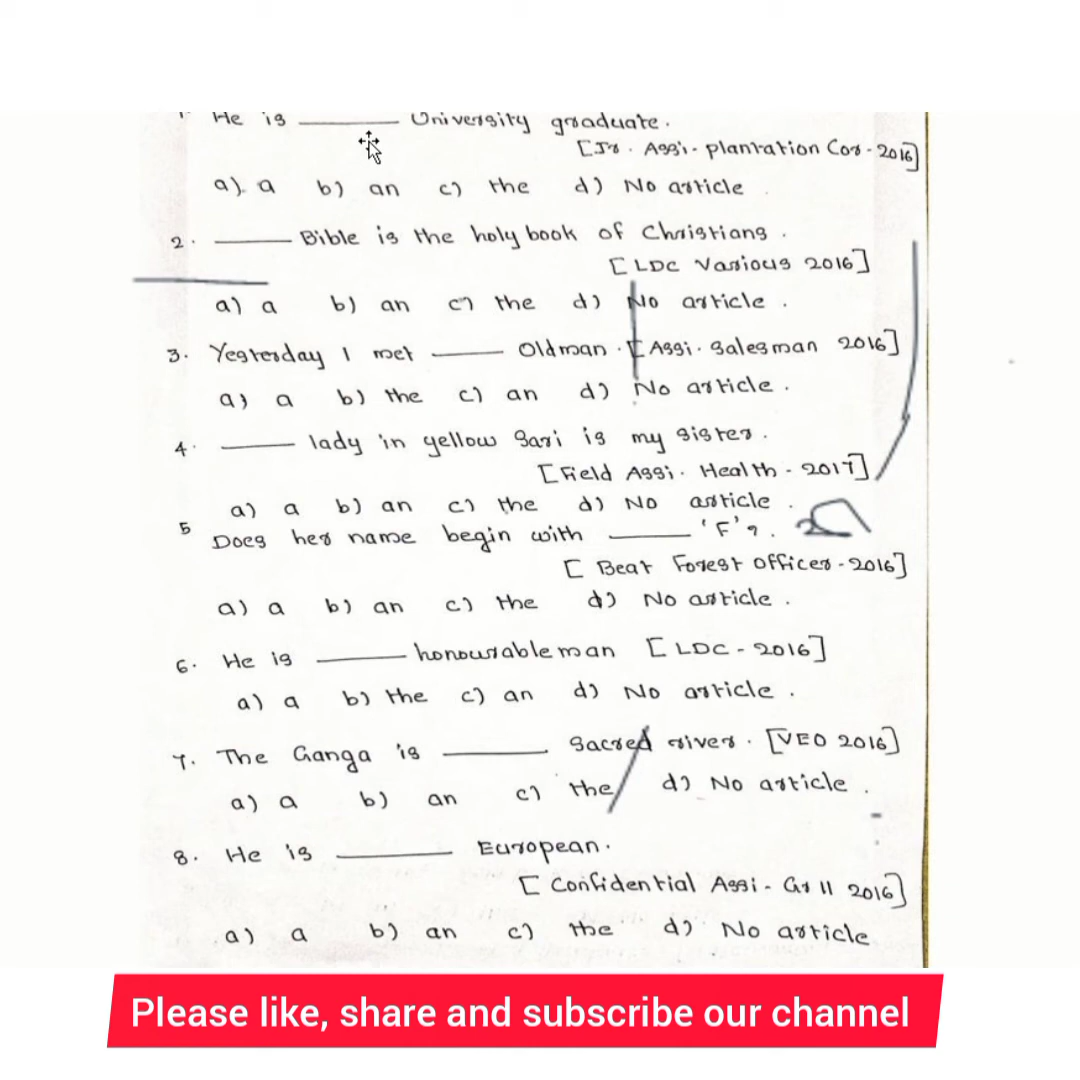 1. He is ______ University graduate.
[Jr. Assi. plantation Cor - 2016]
a). a b) an c) the d) No article
2. ______ Bible is the holy book of Christians.
[LDC Various 2016]
a) a b) an c) the d) No article.
3. Yesterday I met ______ Oldman. [Assi. Salesman 2016]
a) a b) the c) an d) No article.
4. ______ lady in yellow Sari is my sister.
[Field Assi. Health - 2017]
a) a b) an c) the d) No article.
5 Does her name begin with ______ 'F'?.
[Beat Forest officer - 2016]
a) a b) an c) the d) No article.
6. He is ______ honourable man [LDC - 2016]
a) a b) the c) an d) No article.
7. The Ganga is ______ Sacred river. [VEO 2016]
a) a b) an c) the d) No article.
8. He is ______ European.
[Confidential Assi - Gr II 2016]
a) a b) an c) the d) No article
Please like, share and subscribe our channel